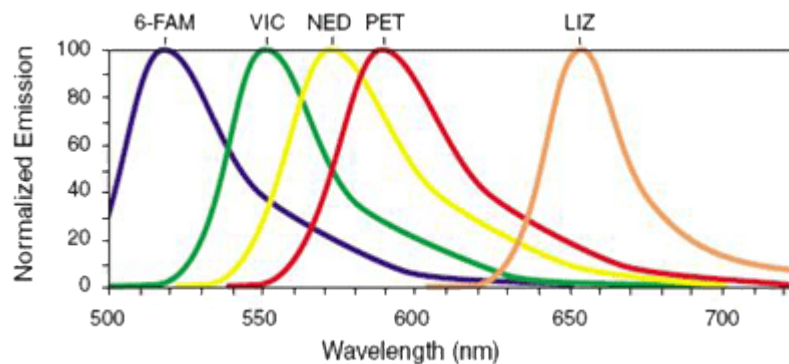 6-FAM VIC NED PET LIZ
Normalized Emission
100
80
60
40
20
0
500 550 600 650 700
Wavelength (nm)